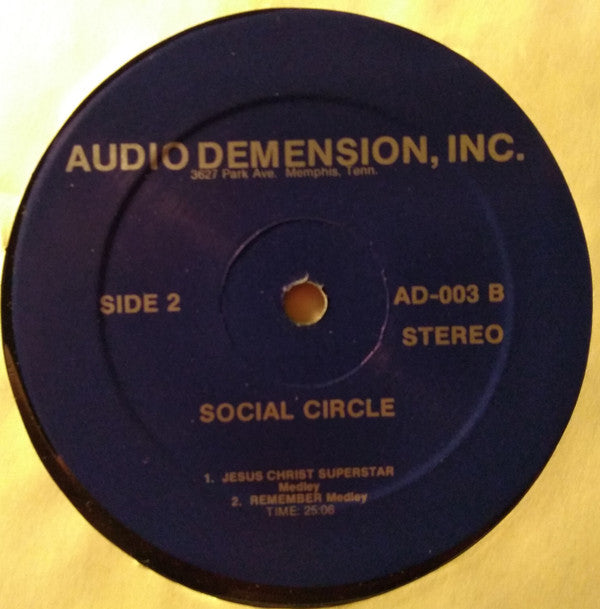 AUDIO DEMENSION, INC.
3627 Park Ave. Memphis, Tenn.
SIDE 2
AD-003 B
STEREO
SOCIAL CIRCLE
1. JESUS CHRIST SUPERSTAR
Medley
2. REMEMBER Medley
TIME: 25:06